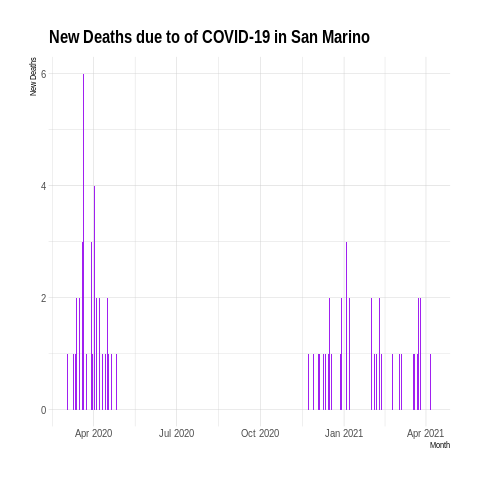 New Deaths due to of COVID-19 in San Marino
New Deaths
6
4
2
0
Apr 2020 Jul 2020 Oct 2020 Jan 2021 Apr 2021
Month